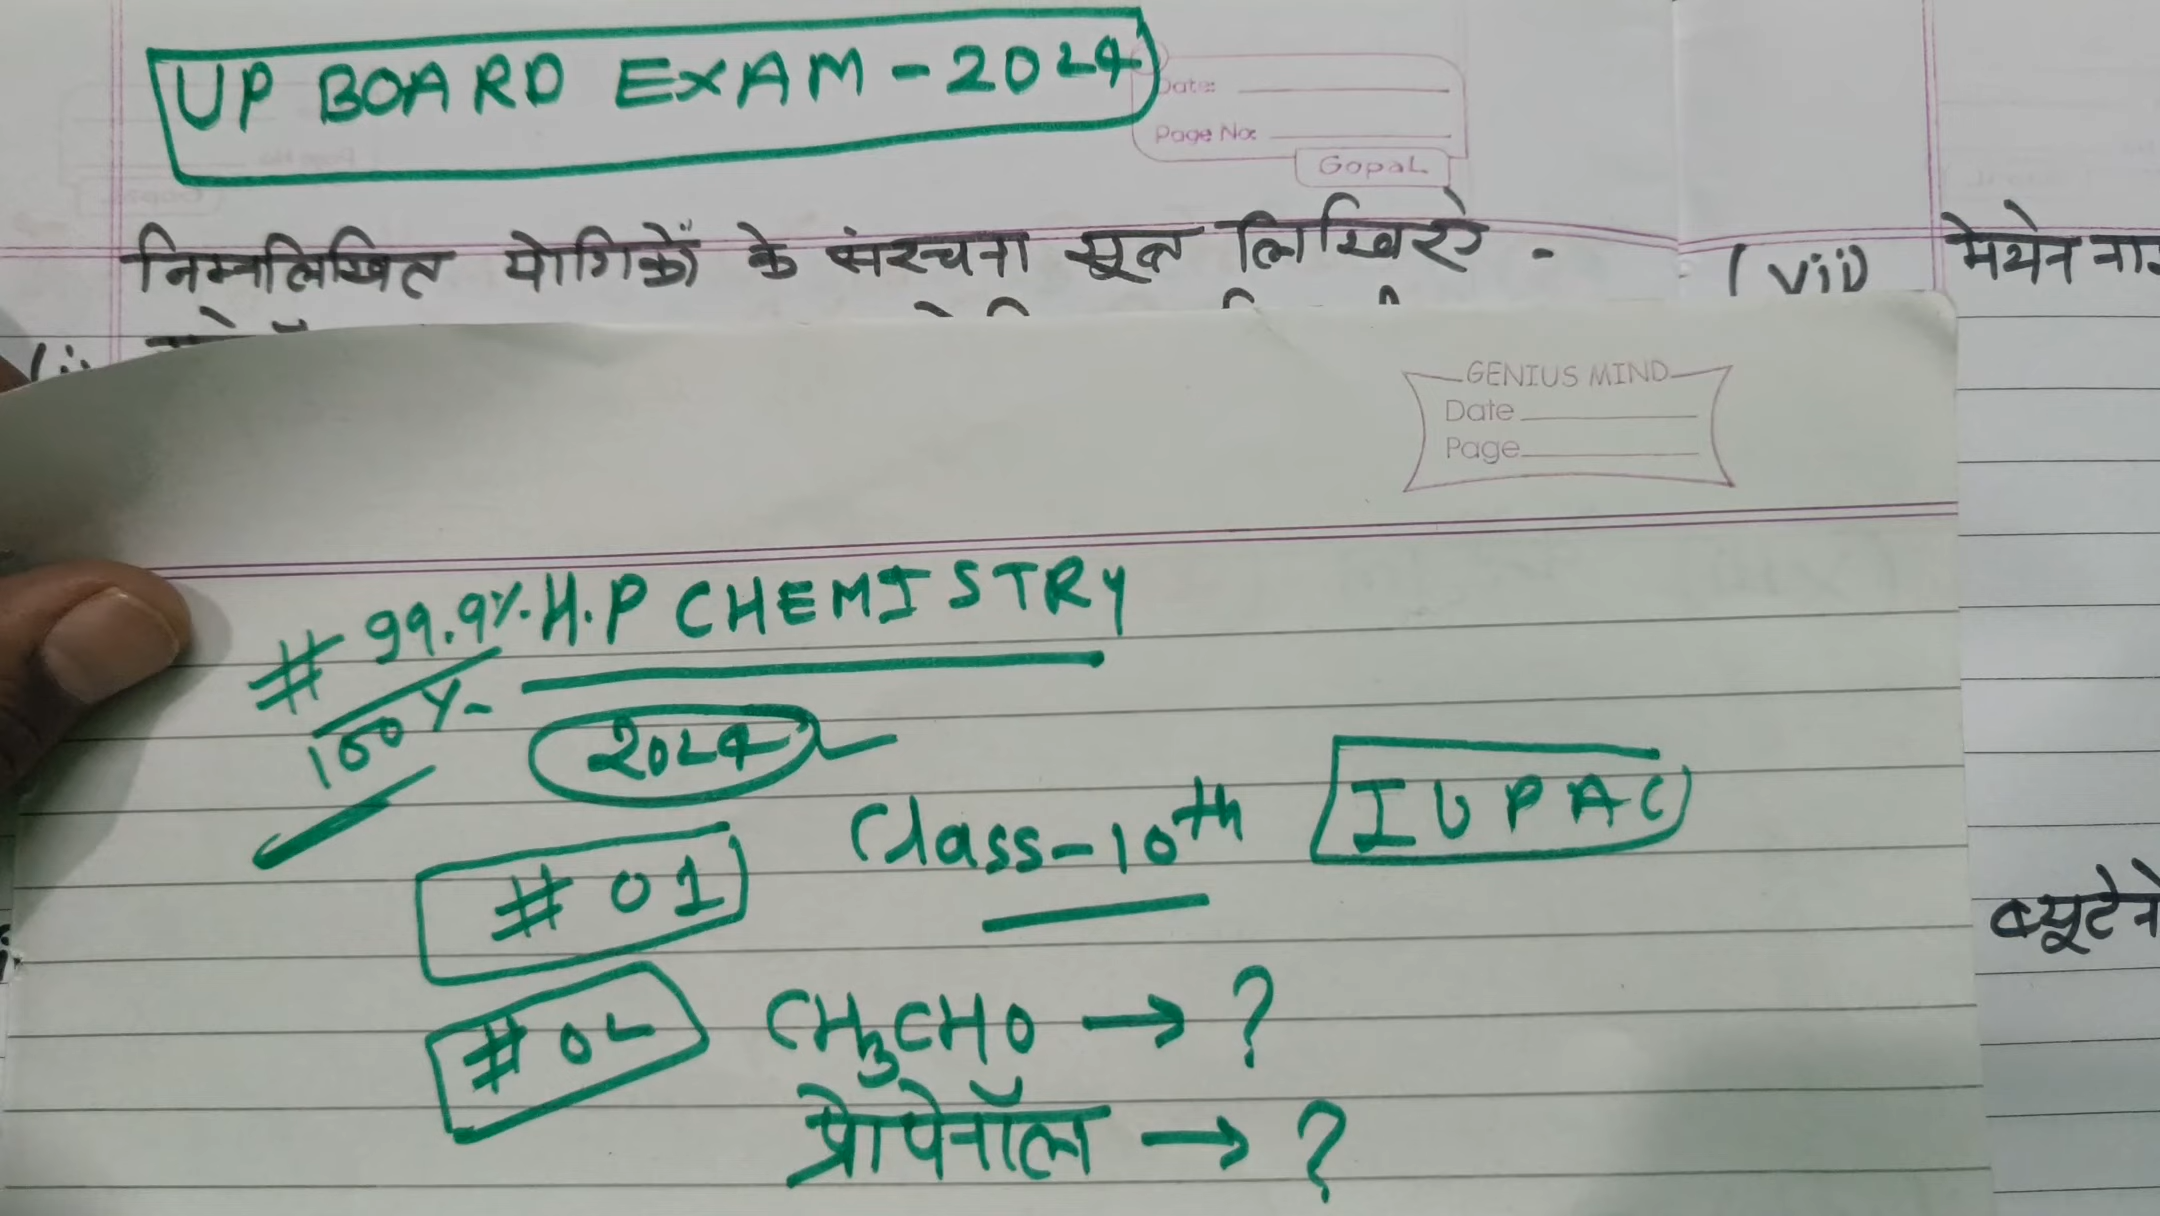 UP BOARD EXAM - 2024
Date:
Page No:
Gopal
निम्नलिखित योगिकों के संरचना सूत्र लिखिए -
(vii) मेथेन
GENIUS MIND
Date
Page
# 99.9%. H.P CHEMISTRY
100%
2024
Class-10th IUPAC
# 01
# 02 CH3CHO → ?
प्रोपेनॉल → ?